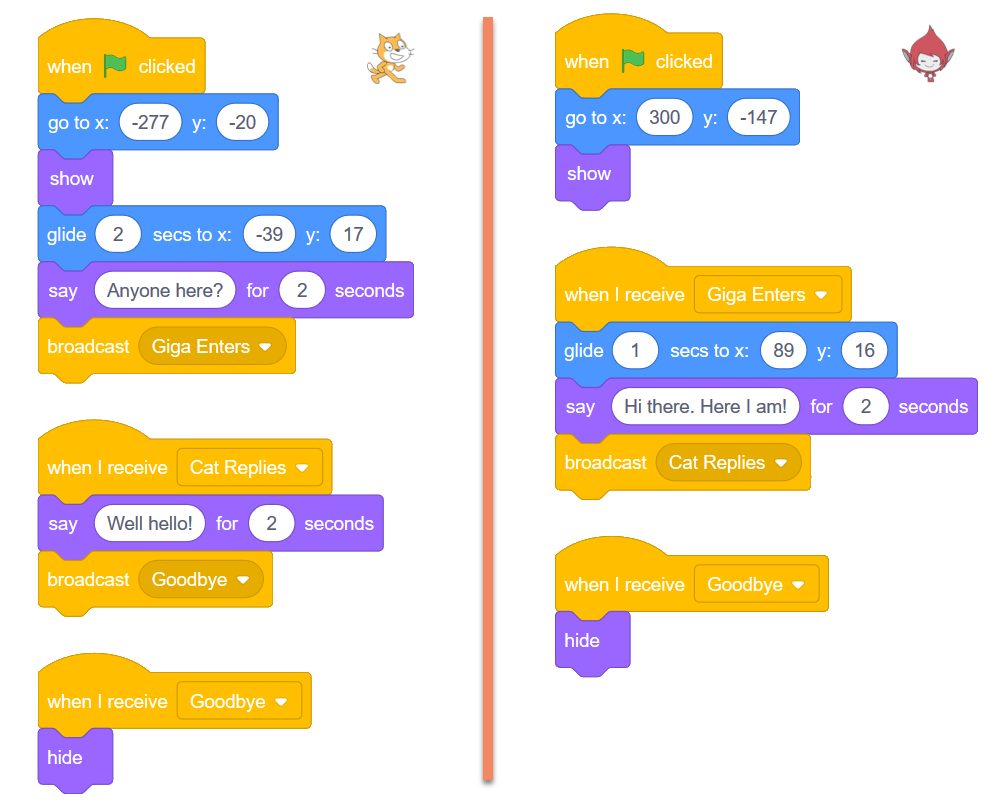 when clicked
go to x: -277 y: -20
show
glide 2 secs to x: -39 y: 17
say Anyone here? for 2 seconds
broadcast Giga Enters
when I receive Cat Replies
say Well hello! for 2 seconds
broadcast Goodbye
when I receive Goodbye
hide
when clicked
go to x: 300 y: -147
show
when I receive Giga Enters
glide 1 secs to x: 89 y: 16
say Hi there. Here I am! for 2 seconds
broadcast Cat Replies
when I receive Goodbye
hide